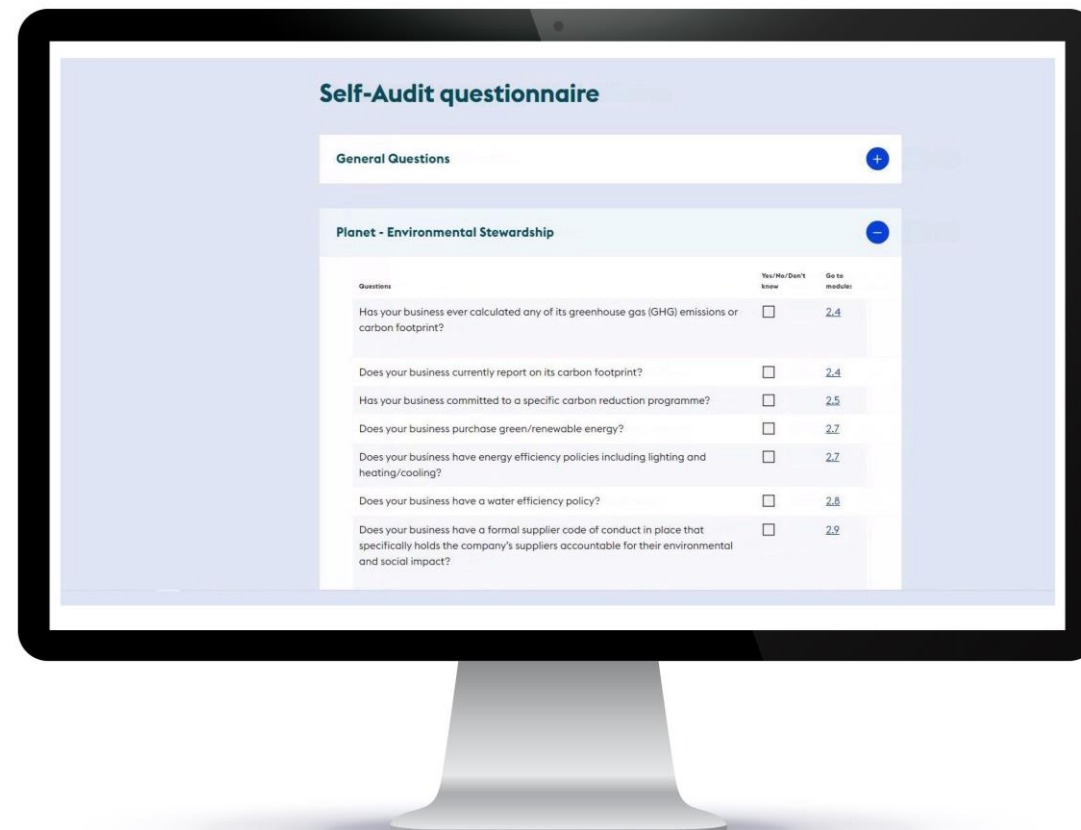 Self-Audit questionnaire
General Questions
Planet - Environmental Stewardship
Questions
Yes/No/Don't
know
Go to
module:
Has your business ever calculated any of its greenhouse gas (GHG) emissions or
carbon footprint?
2.4
Does your business currently report on its carbon footprint?
2.4
Has your business committed to a specific carbon reduction programme?
2.5
Does your business purchase green/renewable energy?
2.7
Does your business have energy efficiency policies including lighting and
heating/cooling?
2.7
Does your business have a water efficiency policy?
2.8
Does your business have a formal supplier code of conduct in place that
specifically holds the company's suppliers accountable for their environmental
and social impact?
2.9